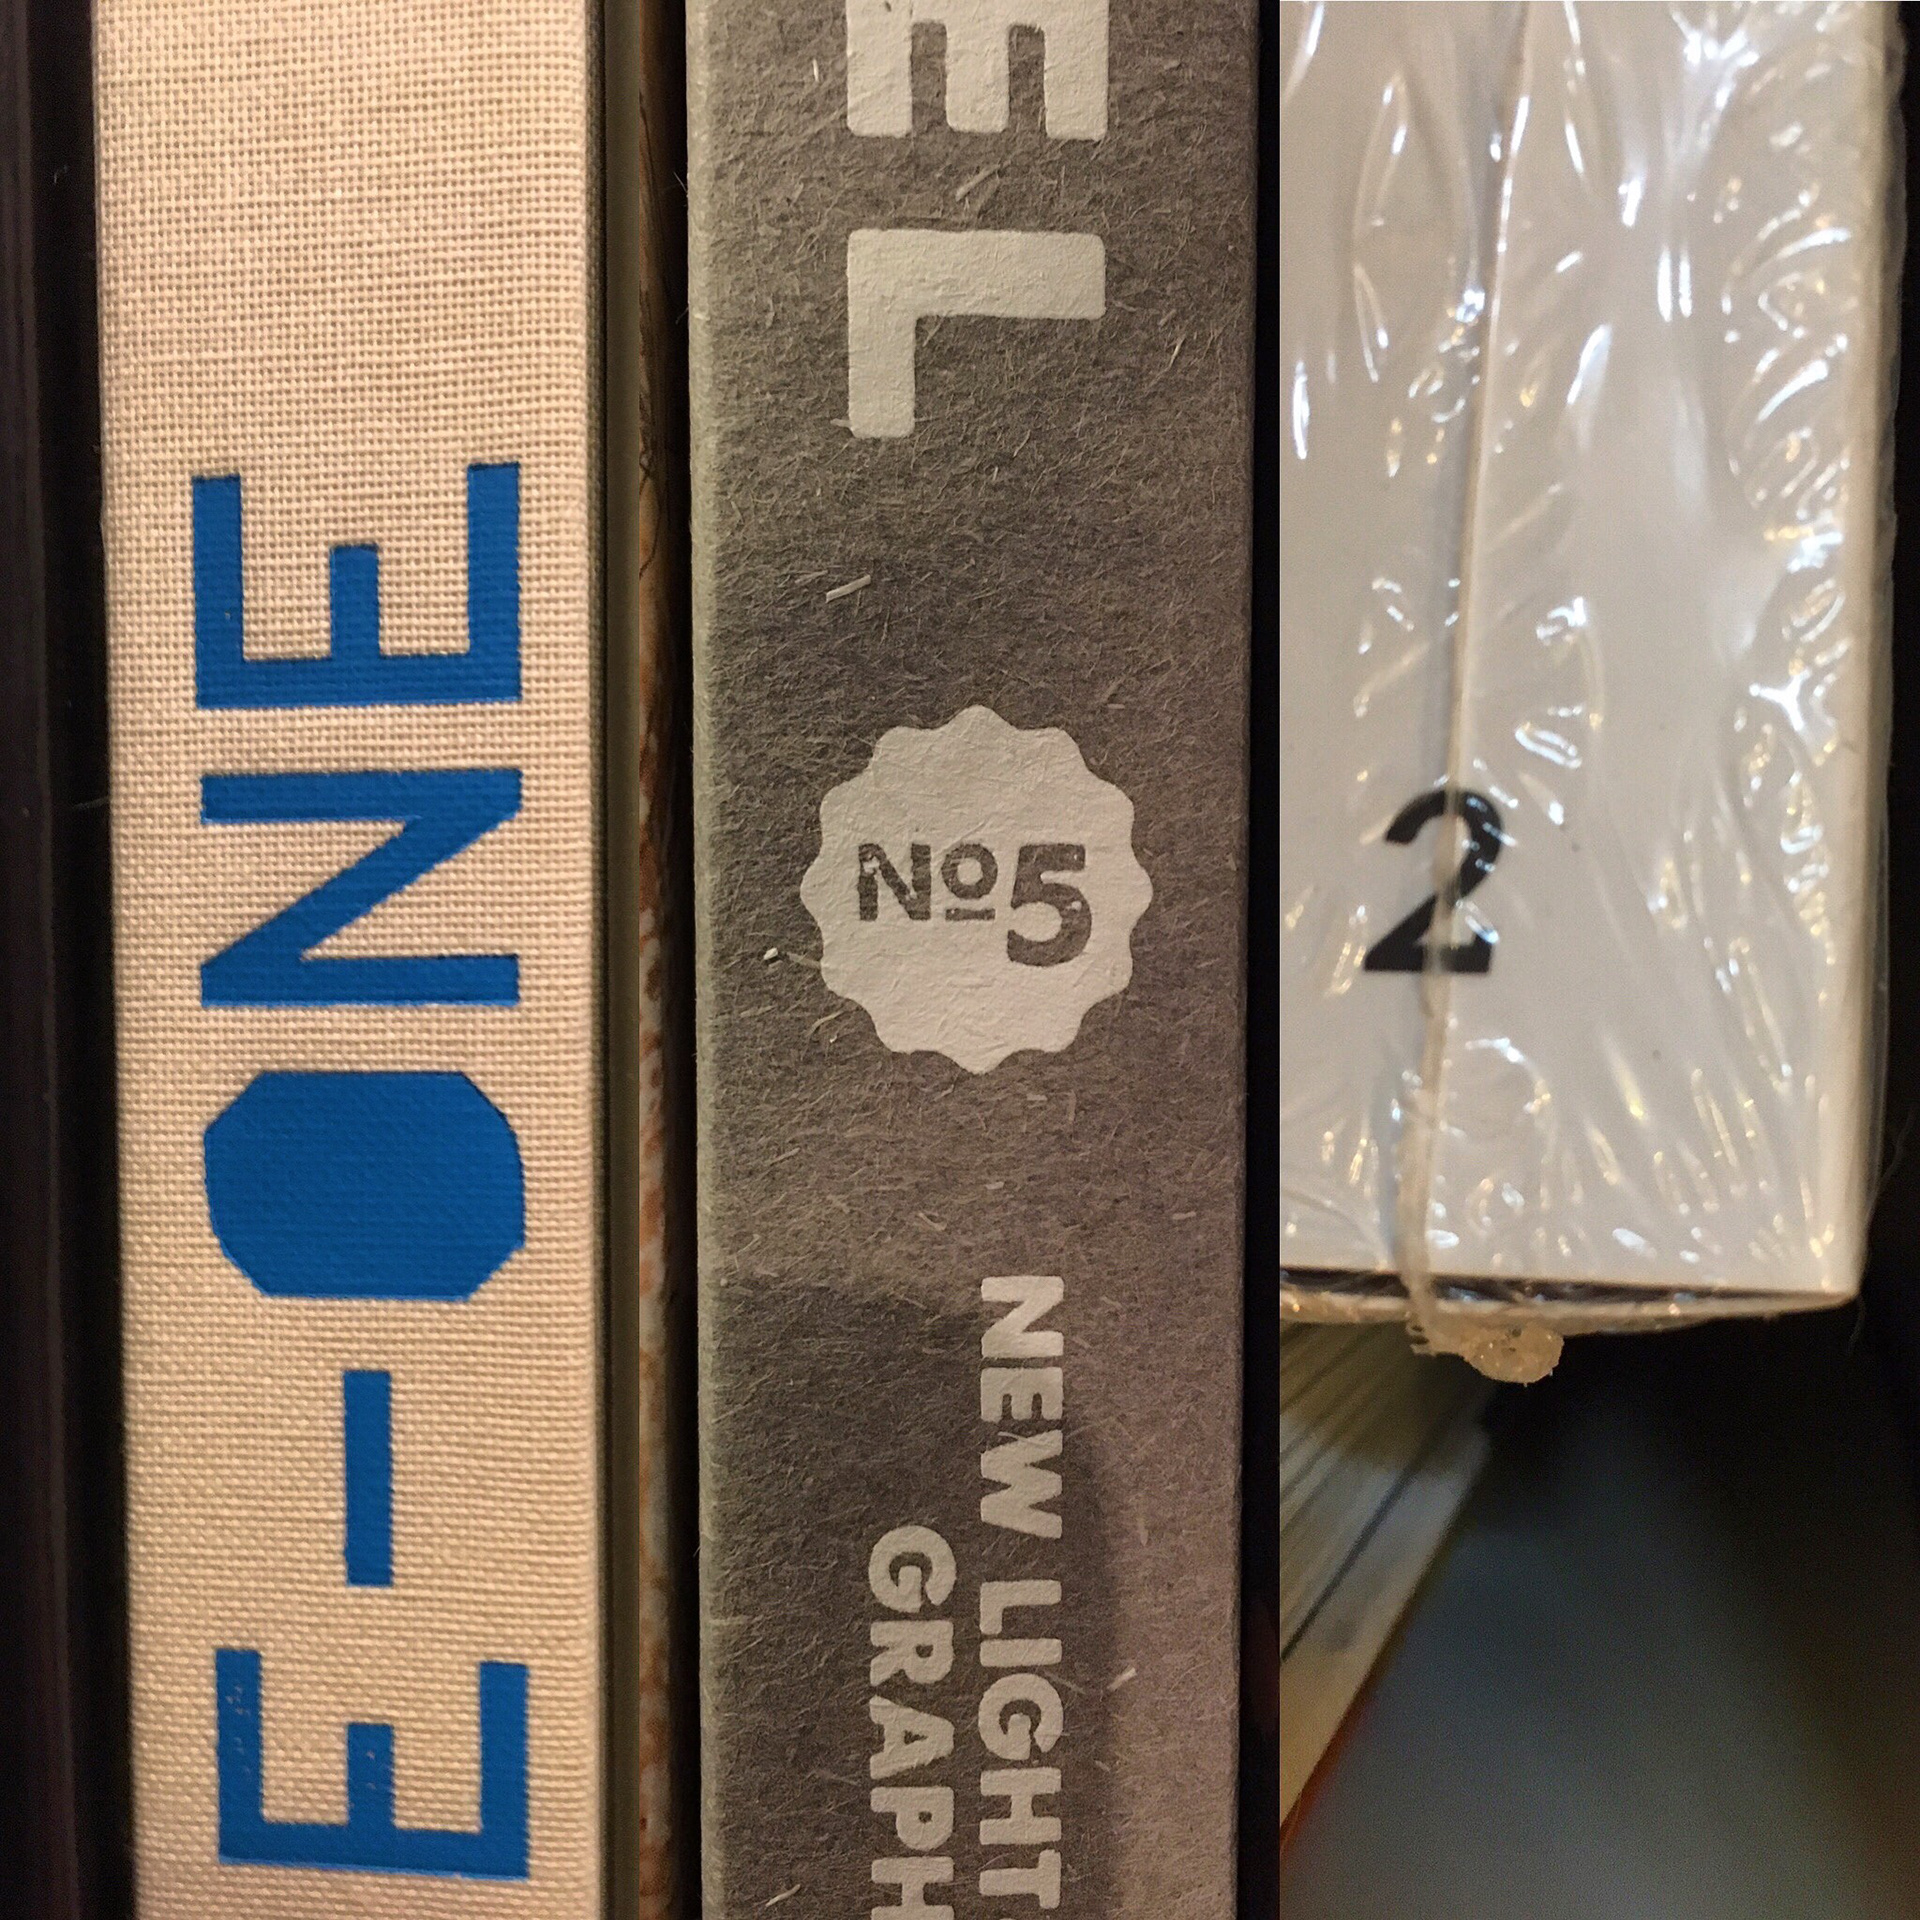 E-ONE
EL
Nº5
NEW LIGHT
GRAPH
2